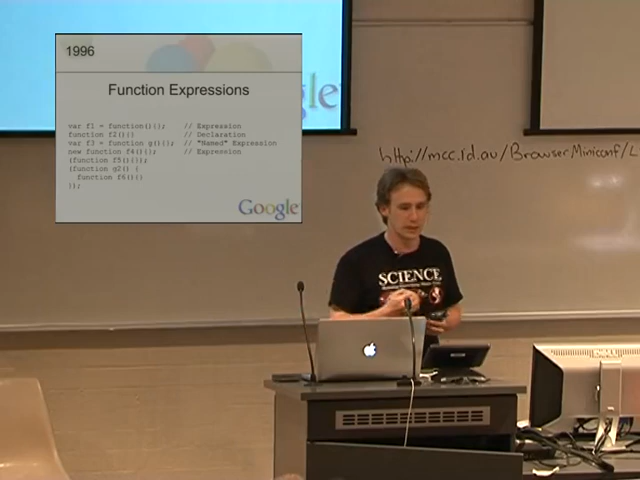 1996
Function Expressions
var f1 = function(){}; // Expression
function f2(){} // Declaration
var f3 = function g(){}; // "Named" Expression
new function f4(){}; // Expression
(function f5(){});
(function g2() {
function f6(){}
});
Google
gle
http://mcc.id.au/BrowserMiniconf/L
SCIENCE